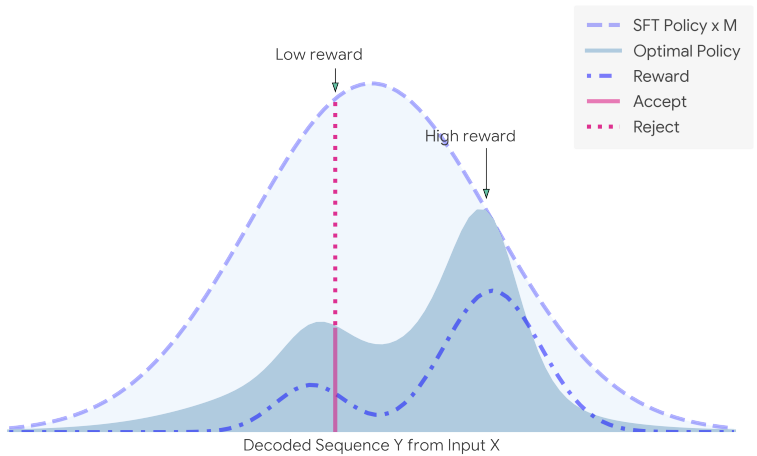 SFT Policy x M
Optimal Policy
Reward
Accept
Reject
Low reward
High reward
Decoded Sequence Y from Input X